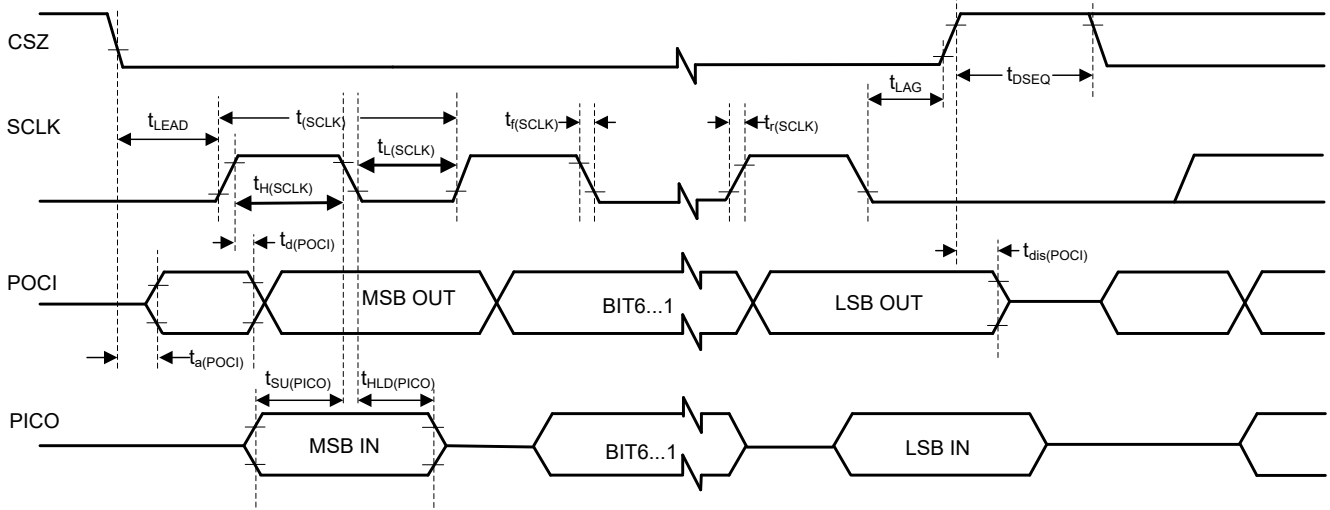 CSZ
tDSEQ
tLAG
SCLK
tLEAD
t(SCLK)
tf(SCLK)
tr(SCLK)
tL(SCLK)
tH(SCLK)
td(POCI)
tdis(POCI)
POCI
MSB OUT
BIT6...1
LSB OUT
ta(POCI)
tSU(PICO)
tHLD(PICO)
PICO
MSB IN
BIT6...1
LSB IN